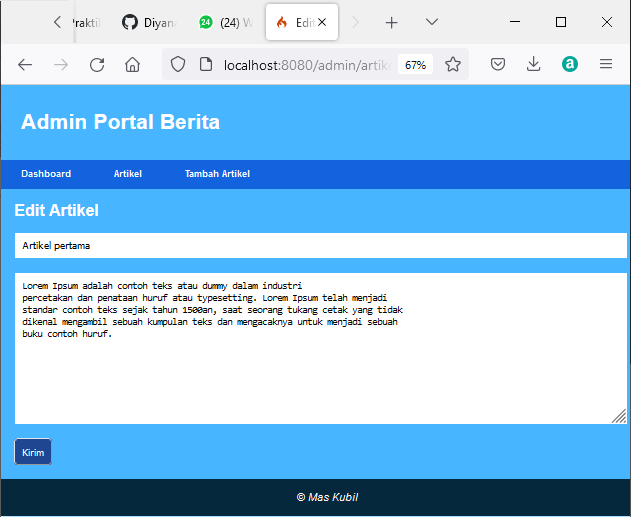 Prakti
Diyan
24
(24) W
Edit
localhost:8080/admin/artik
67%
a
Admin Portal Berita
Dashboard
Artikel
Tambah Artikel
Edit Artikel
Artikel pertama
Lorem Ipsum adalah contoh teks atau dummy dalam industri
percetakan dan penataan huruf atau typesetting. Lorem Ipsum telah menjadi
standar contoh teks sejak tahun 1500an, saat seorang tukang cetak yang tidak
dikenal mengambil sebuah kumpulan teks dan mengacaknya untuk menjadi sebuah
buku contoh huruf.
Kirim
© Mas Kubil